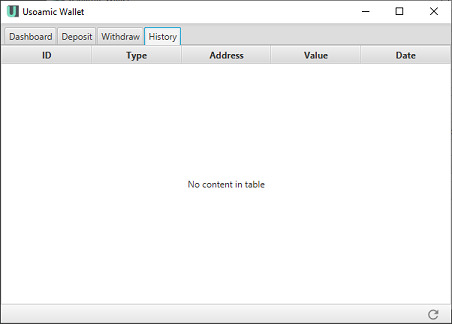 Usoamic Wallet
Dashboard Deposit Withdraw History
ID Type Address Value Date
No content in table